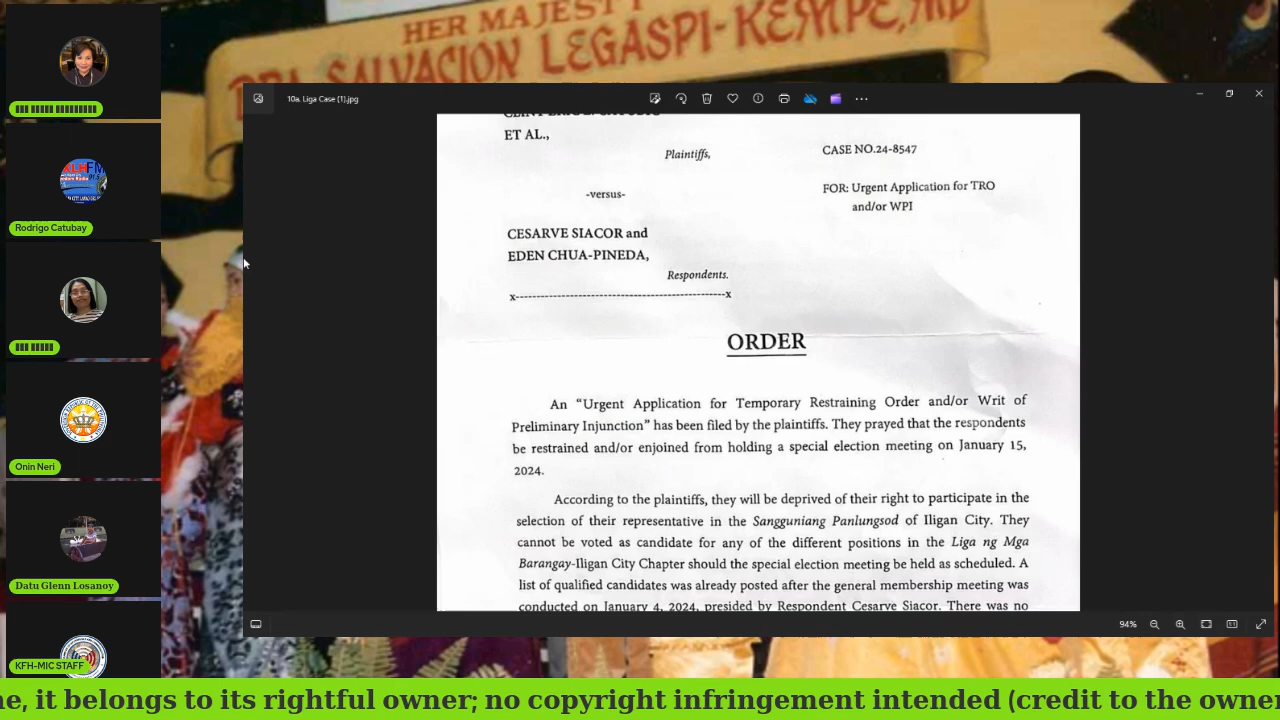 HER MAJESTY
DRA. SALVACION LEGASPI-KEMPE, MD
10a. Liga Case [1].jpg
ET AL.,
Plaintiffs,
CASE NO.24-8547
-versus-
FOR: Urgent Application for TRO
and/or WPI
CESARVE SIACOR and
EDEN CHUA-PINEDA,
Respondents.
x--------------------------------------------------x
ORDER
An “Urgent Application for Temporary Restraining Order and/or Writ of
Preliminary Injunction” has been filed by the plaintiffs. They prayed that the respondents
be restrained and/or enjoined from holding a special election meeting on January 15,
2024.
According to the plaintiffs, they will be deprived of their right to participate in the
selection of their representative in the Sangguniang Panlungsod of Iligan City. They
cannot be voted as candidate for any of the different positions in the Liga ng Mga
Barangay-Iligan City Chapter should the special election meeting be held as scheduled. A
list of qualified candidates was already posted after the general membership meeting was
conducted on January 4, 2024, presided by Respondent Cesarve Siacor. There was no
94%
Rodrigo Catubay
Onin Neri
Datu Glenn Losanoy
KFH-MIC STAFF
ne, it belongs to its rightful owner; no copyright infringement intended (credit to the owner